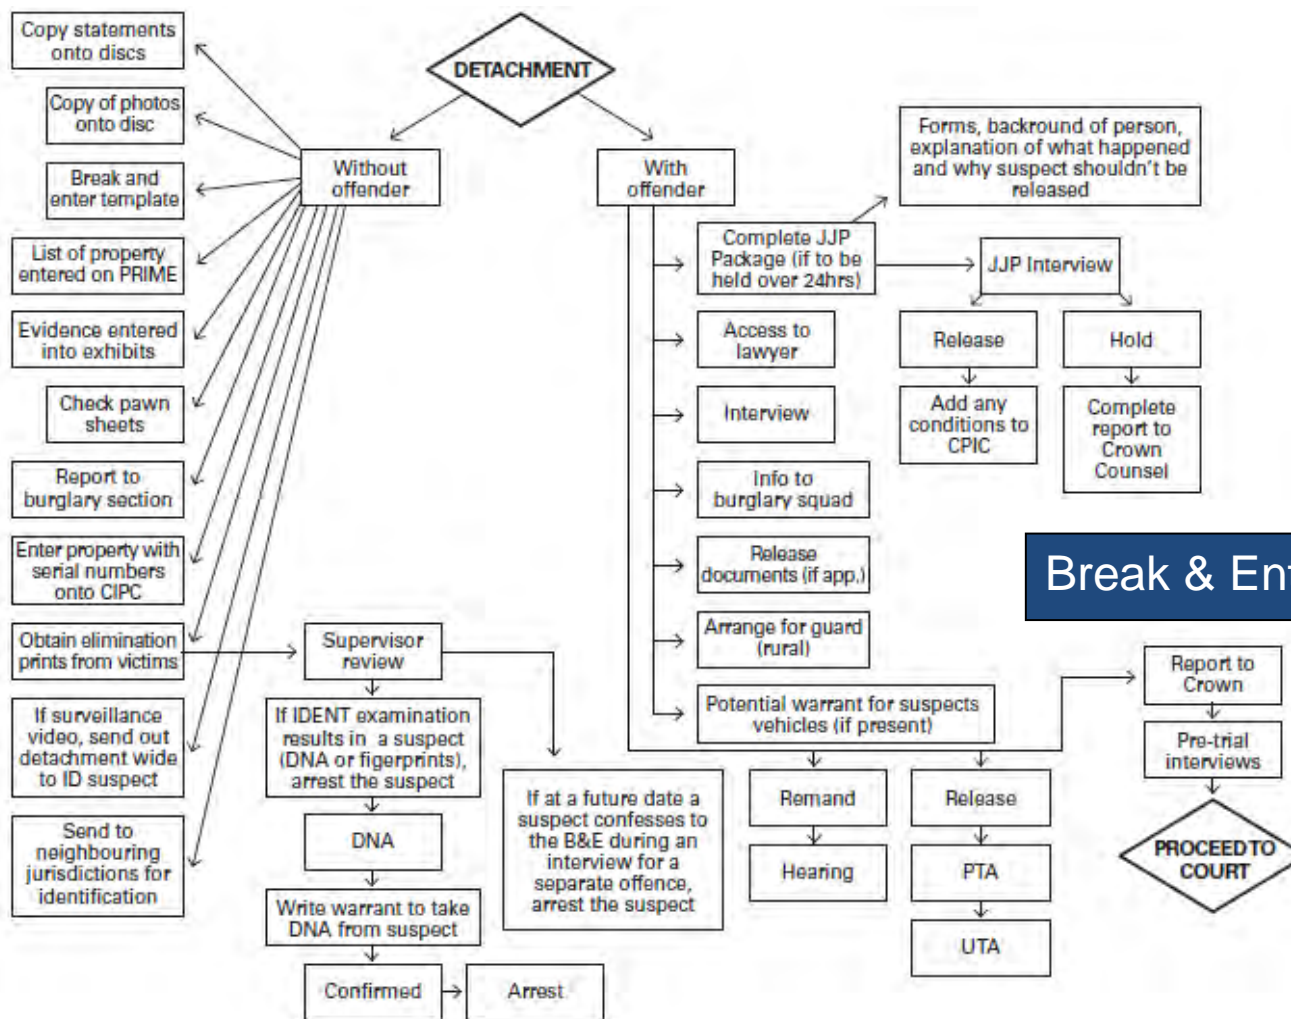 DETACHMENT
Without
offender
With
offender
Copy statements
onto discs
Copy of photos
onto disc
Break and
enter template
List of property
entered on PRIME
Evidence entered
into exhibits
Check pawn
sheets
Report to
burglary section
Enter property with
serial numbers
onto CIPC
Obtain elimination
prints from victims
If surveillance
video, send out
detachment wide
to ID suspect
Send to
neighbouring
jurisdictions for
identification
Supervisor
review
If IDENT examination
results in a suspect
(DNA or figerprints),
arrest the suspect
DNA
Write warrant to take
DNA from suspect
Confirmed
Arrest
If at a future date a
suspect confesses to
the B&E during an
interview for a
separate offence,
arrest the suspect
Complete JJP
Package (if to be
held over 24hrs)
Forms, backround of person,
explanation of what happened
and why suspect shouldn't be
released
JJP Interview
Release
Add any
conditions to
CPIC
Hold
Complete
report to
Crown
Counsel
Access to
lawyer
Interview
Info to
burglary squad
Release
documents (if app.)
Arrange for guard
(rural)
Potential warrant for suspects
vehicles (if present)
Break & Ent
Remand
Hearing
Release
PTA
UTA
Report to
Crown
Pre-trial
interviews
PROCEED TO
COURT